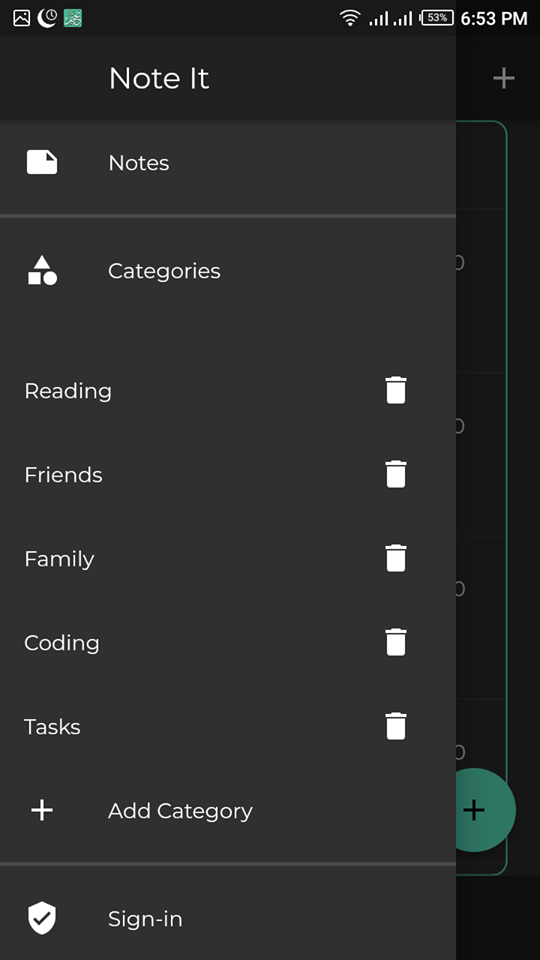 53% 6:53 PM
Note It
Notes
Categories
Reading
Friends
Family
Coding
Tasks
Add Category
Sign-in